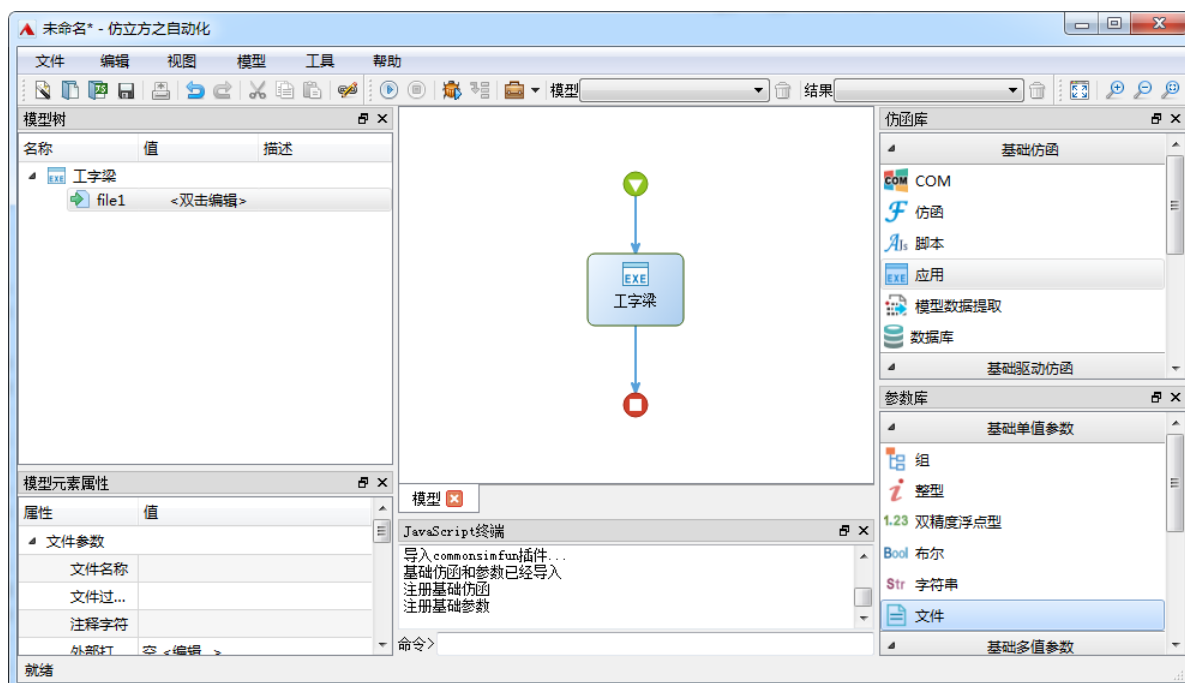 未命名* - 仿立方之自动化
文件 编辑 视图 模型 工具 帮助
模型 结果
模型树
名称 值 描述
EXE 工字梁
file1 <双击编辑>
EXE
工字梁
模型
仿函库
基础仿函
COM COM
仿函
脚本
EXE 应用
模型数据提取
数据库
基础驱动仿函
参数库
基础单值参数
组
整型
1.23 双精度浮点型
Bool 布尔
Str 字符串
文件
基础多值参数
模型元素属性
属性 值
文件参数
文件名称
文件过...
注释字符
外部打 空 <编辑...>
JavaScript终端
导入commonsimfun插件...
基础仿函和参数已经导入
注册基础仿函
注册基础参数
命令>
就绪